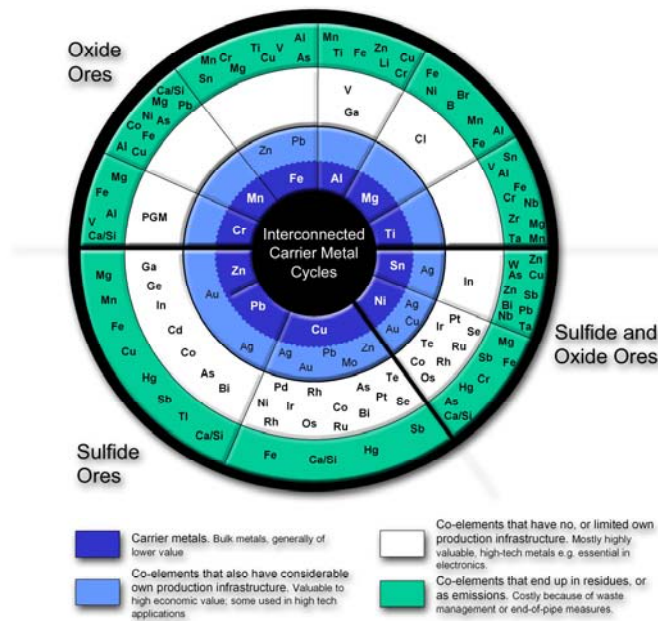 Oxide
Ores
Sulfide and
Oxide Ores
Sulfide
Ores
Interconnected
Carrier Metal
Cycles
Mn
Fe
Al
Mg
Ti
Sn
Ni
Cu
Pb
Zn
Cr
Zn Pb
Ag
Ag
Cu
Au
Zn
Mo
Pb
Au
Ag
Ag
Au
V
Ga
Cl
In
Pt
Ir
Se
Ru
Te
Rh
Co
Os
Pd
Rh
As
Te
Ni
Ir
Co
Pt
Se
Bi
Rh
Os
Ru
Ga
Ge
In
Cd
Co
As
Bi
PGM
Mn
Cr
Ti
V
Al
Sn
Mg
Cu
As
Mn
Ti
Fe
Zn
Cu
Li
Cr
Fe
Ni
Br
B
Mn
Al
Fe
Sn
V
Al
Fe
Cr
Nb
Zr
Mg
Ta
Mn
W
Zn
As
Cu
Zn
Sb
Bi
Pb
Nb
Ta
Mg
Sb
Fe
Cr
Hg
As
Ca/Si
Sb
Hg
Ca/Si
Fe
Mg
Mn
Fe
Cu
Hg
Sb
Tl
Ca/Si
Mg
Fe
Al
V
Ca/Si
Ca/Si
Mg
Pb
Ni
As
Co
Fe
Al
Cu
Carrier metals. Bulk metals, generally of
lower value
Co-elements that also have considerable
own production infrastructure. Valuable to
high economic value; some used in high tech
applications
Co-elements that have no, or limited own
production infrastructure. Mostly highly
valuable, high-tech metals e.g. essential in
electronics.
Co-elements that end up in residues, or
as emissions. Costly because of waste
management or end-of-pipe measures.